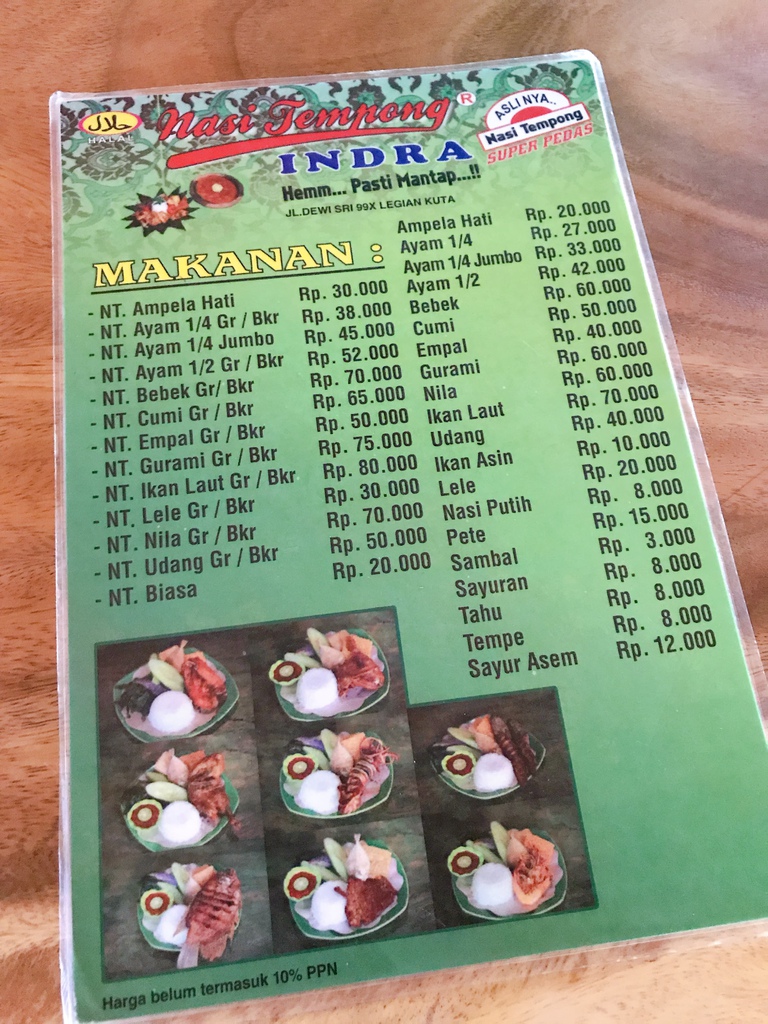 حلال
HALAL
Nasi Tempong ®
INDRA
Hemm... Pasti Mantap...!!
JL.DEWI SRI 99X LEGIAN KUTA
ASLI NYA..
Nasi Tempong
SUPER PEDAS
MAKANAN :
- NT. Ampela Hati Rp. 30.000
- NT. Ayam 1/4 Gr / Bkr Rp. 38.000
- NT. Ayam 1/4 Jumbo Rp. 45.000
- NT. Ayam 1/2 Gr / Bkr Rp. 52.000
- NT. Bebek Gr/ Bkr Rp. 70.000
- NT. Cumi Gr / Bkr Rp. 65.000
- NT. Empal Gr / Bkr Rp. 50.000
- NT. Gurami Gr / Bkr Rp. 75.000
- NT. Ikan Laut Gr / Bkr Rp. 80.000
- NT. Lele Gr / Bkr Rp. 30.000
- NT. Nila Gr / Bkr Rp. 70.000
- NT. Udang Gr / Bkr Rp. 50.000
- NT. Biasa Rp. 20.000
Ampela Hati Rp. 20.000
Ayam 1/4 Rp. 27.000
Ayam 1/4 Jumbo Rp. 33.000
Ayam 1/2 Rp. 42.000
Bebek Rp. 60.000
Cumi Rp. 50.000
Empal Rp. 40.000
Gurami Rp. 60.000
Nila Rp. 60.000
Ikan Laut Rp. 70.000
Udang Rp. 40.000
Ikan Asin Rp. 10.000
Lele Rp. 20.000
Nasi Putih Rp. 8.000
Pete Rp. 15.000
Sambal Rp. 3.000
Sayuran Rp. 8.000
Tahu Rp. 8.000
Tempe Rp. 8.000
Sayur Asem Rp. 12.000
Harga belum termasuk 10% PPN